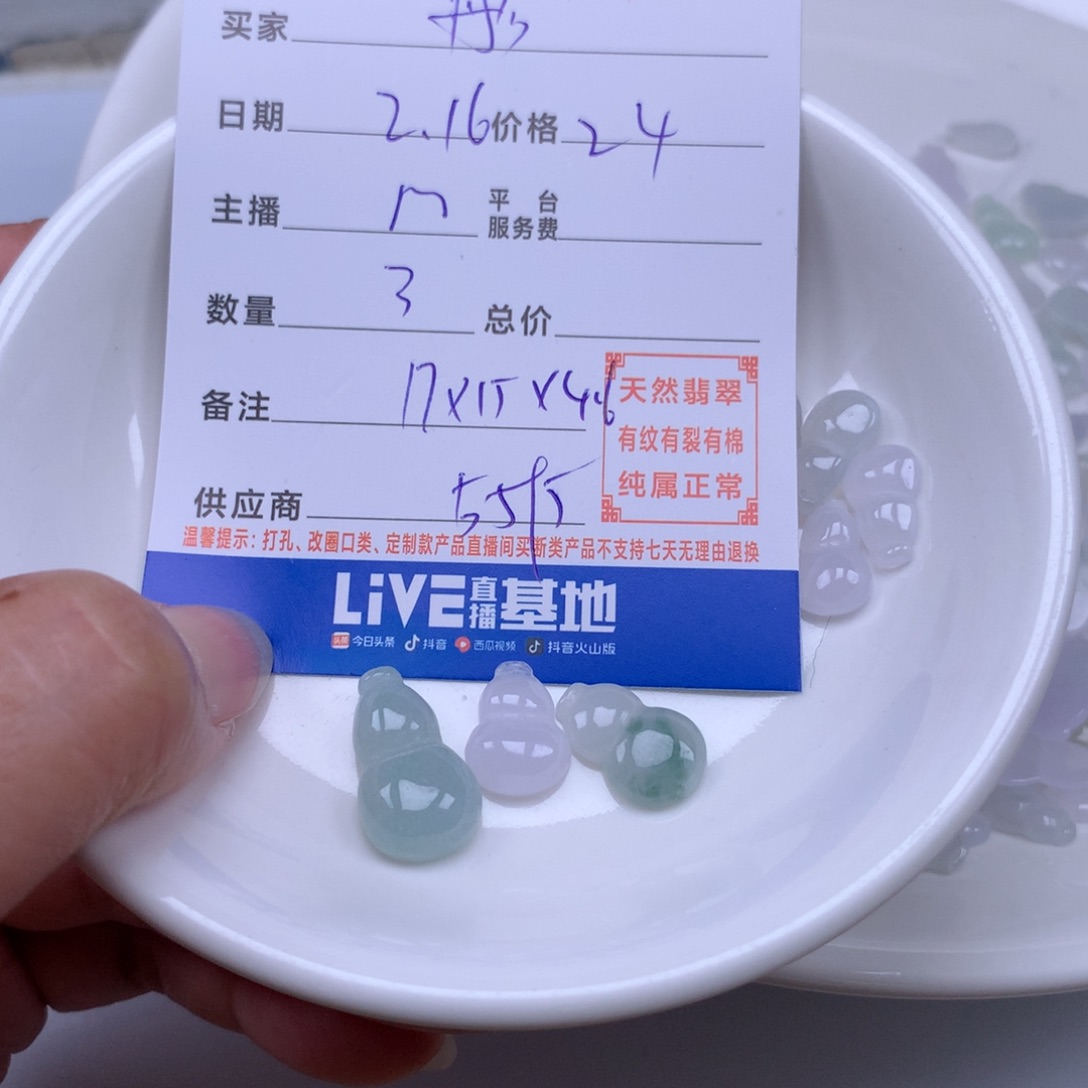 买家
日期 2.16 价格 24
主播 平台服务费
数量 3 总价
备注 17x15x4.6
天然翡翠
有纹有裂有棉
纯属正常
供应商
温馨提示：打孔、改圈口类、定制款产品直播间买断类产品不支持七天无理由退换
LiVE直播基地
头条 今日头条 抖音 西瓜视频 抖音火山版